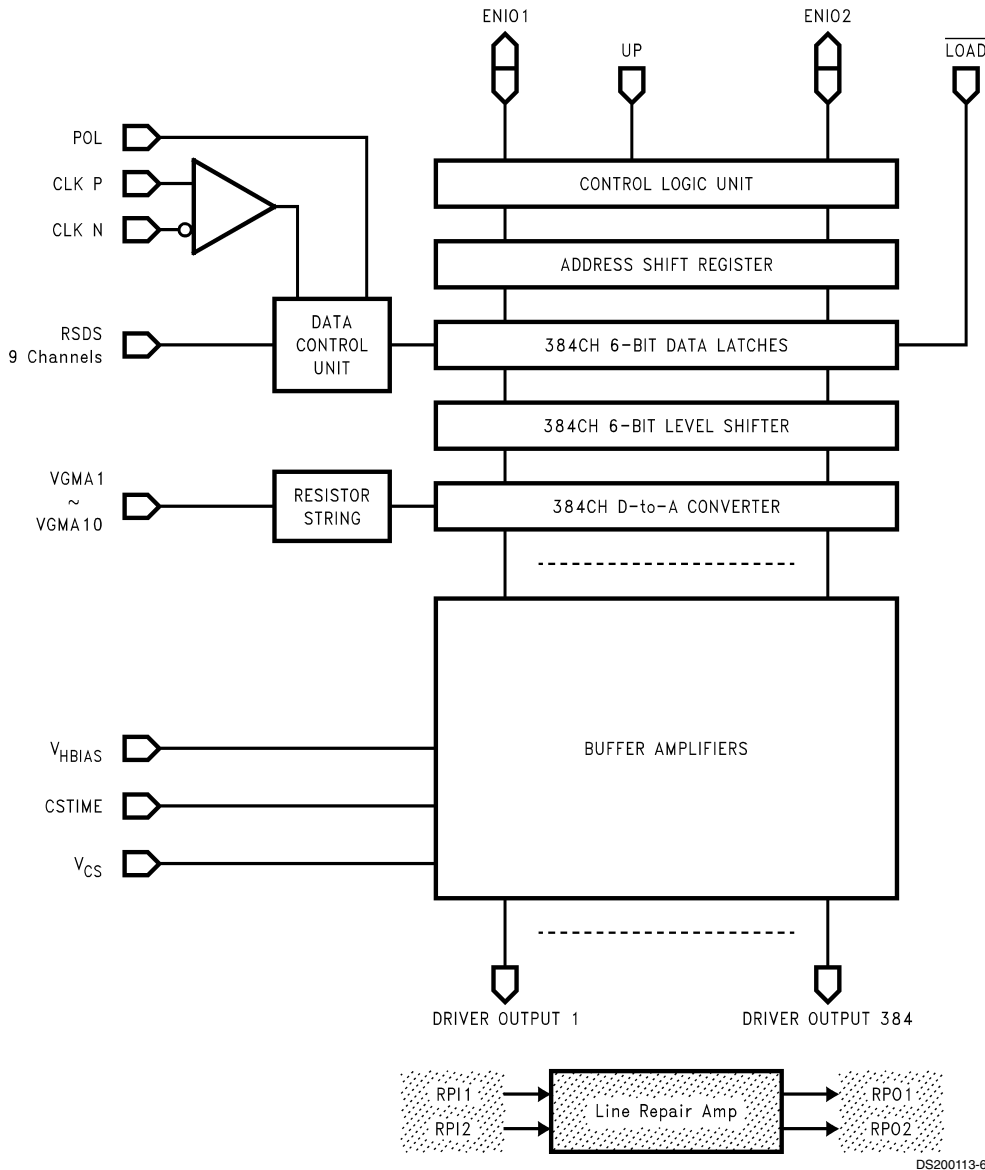 ENIO1
ENIO2
UP
LOAD
POL
CLK P
CLK N
CONTROL LOGIC UNIT
ADDRESS SHIFT REGISTER
RSDS
9 Channels
DATA
CONTROL
UNIT
384CH 6-BIT DATA LATCHES
384CH 6-BIT LEVEL SHIFTER
VGMA1
~
VGMA10
RESISTOR
STRING
384CH D-to-A CONVERTER
VHBIAS
CSTIME
VCS
BUFFER AMPLIFIERS
DRIVER OUTPUT 1
DRIVER OUTPUT 384
RPI1
RPI2
Line Repair Amp
RPO1
RPO2
DS200113-6